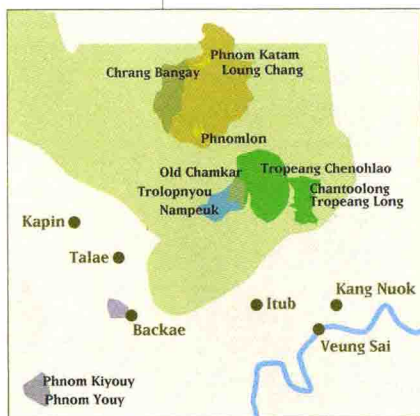 Phnom Katam
Chrang Bangay
Loung Chang
Phnomlon
Old Chamkar
Tropeang Chenohlao
Trolopnyou
Chantoolong
Nampeuk
Tropeang Long
Kapin
Talae
Itub
Kang Nuok
Backae
Veung Sai
Phnom Kiyouy
Phnom Youy